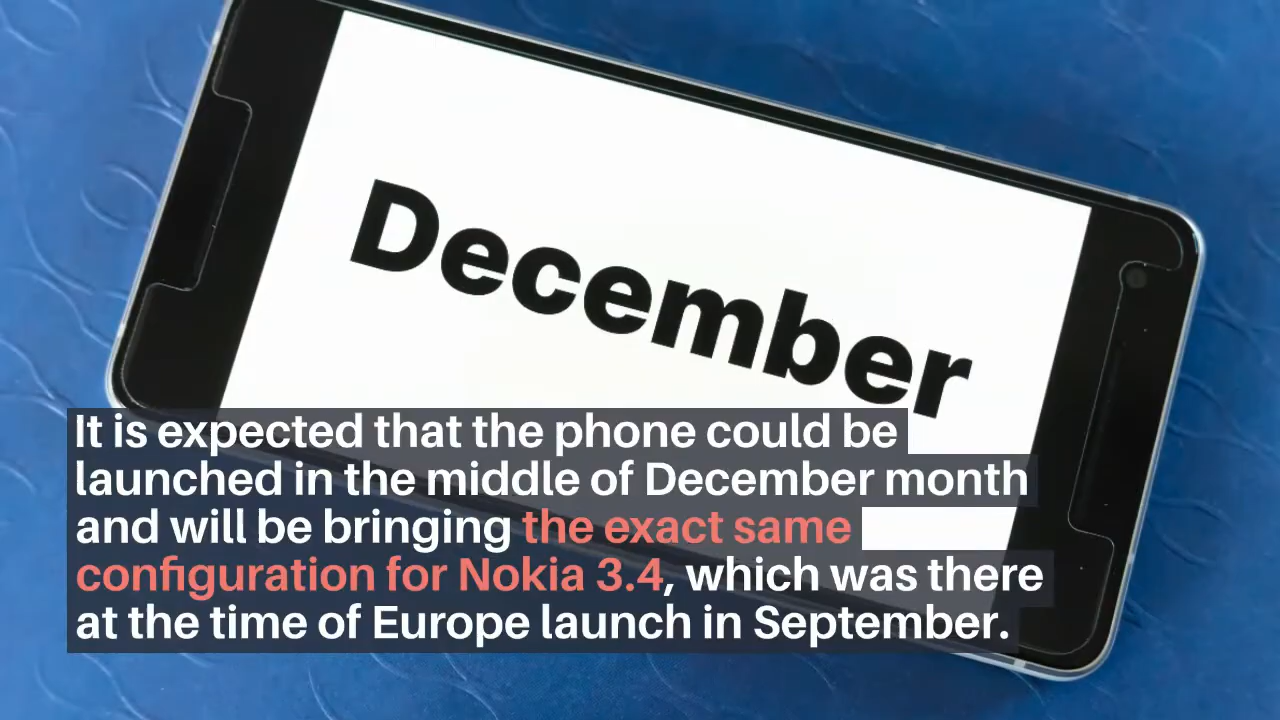 December
It is expected that the phone could be
launched in the middle of December month
and will be bringing the exact same
configuration for Nokia 3.4, which was there
at the time of Europe launch in September.